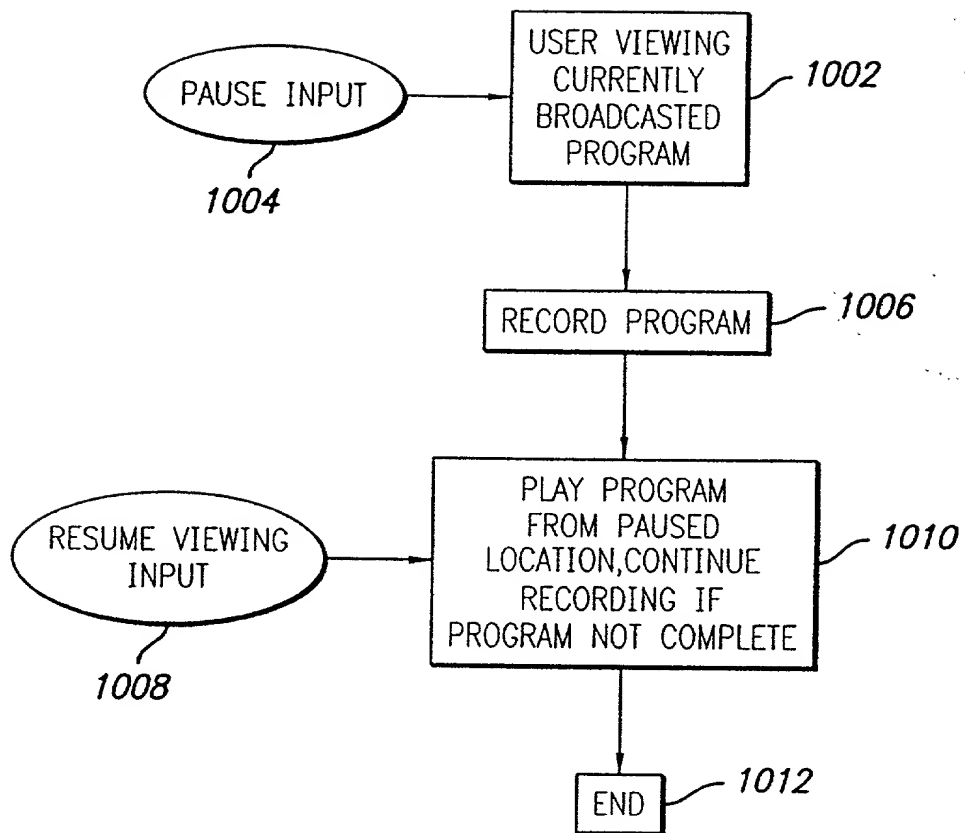 PAUSE INPUT
1004
USER VIEWING
CURRENTLY
BROADCASTED
PROGRAM
1002
RECORD PROGRAM
1006
RESUME VIEWING
INPUT
1008
PLAY PROGRAM
FROM PAUSED
LOCATION,CONTINUE
RECORDING IF
PROGRAM NOT COMPLETE
1010
END
1012